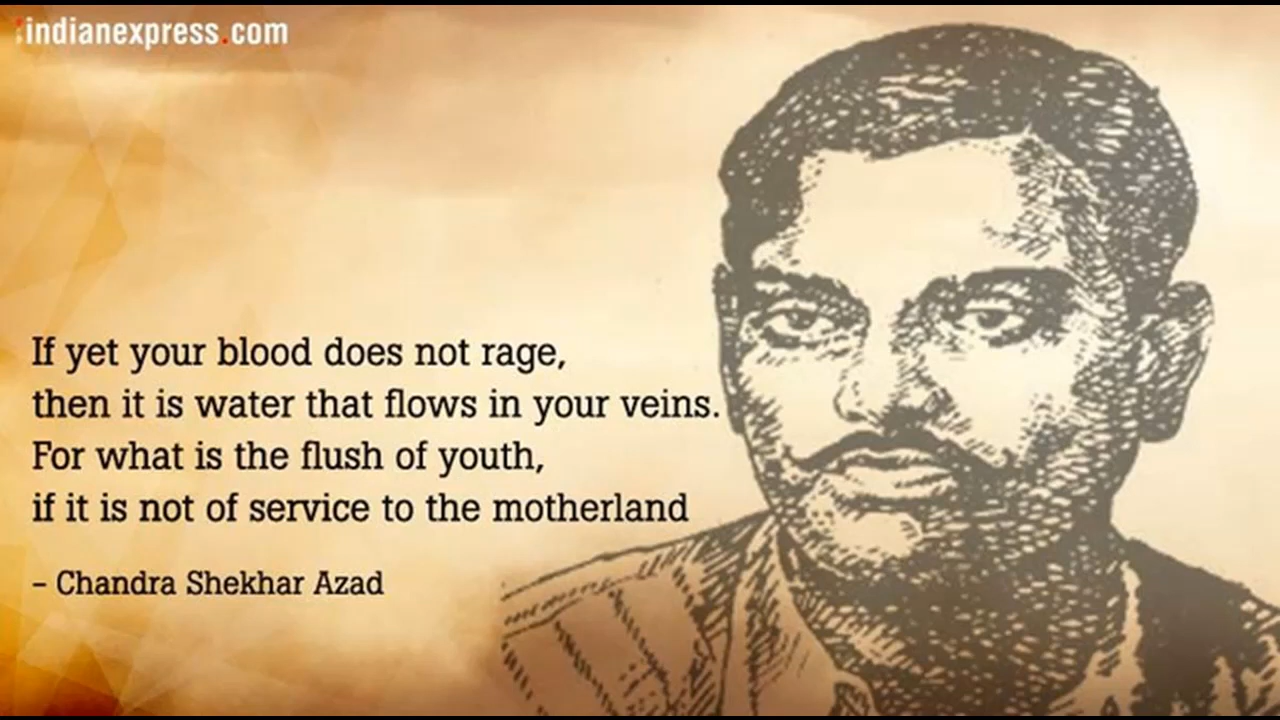 indianexpress.com
If yet your blood does not rage,
then it is water that flows in your veins.
For what is the flush of youth,
if it is not of service to the motherland
– Chandra Shekhar Azad